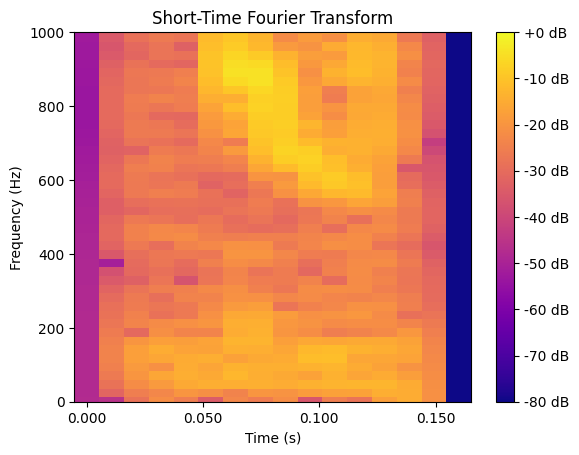 Short-Time Fourier Transform
1000
800
600
400
200
0
Frequency (Hz)
0.000
0.050
0.100
0.150
Time (s)
+0 dB
-10 dB
-20 dB
-30 dB
-40 dB
-50 dB
-60 dB
-70 dB
-80 dB